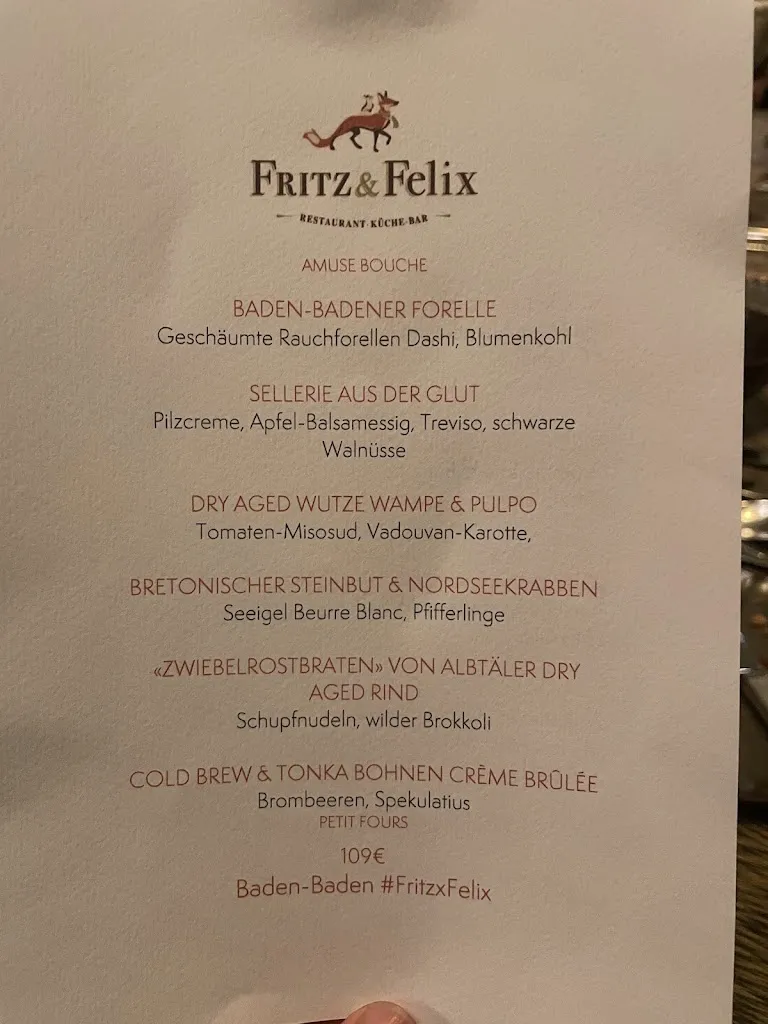 FRITZ&FELIX
RESTAURANT·KÜCHE·BAR
AMUSE BOUCHE
BADEN-BADENER FORELLE
Geschäumte Rauchforellen Dashi, Blumenkohl
SELLERIE AUS DER GLUT
Pilzcreme, Apfel-Balsamessig, Treviso, schwarze
Walnüsse
DRY AGED WUTZE WAMPE & PULPO
Tomaten-Misosud, Vadouvan-Karotte,
BRETONISCHER STEINBUT & NORDSEEKRABBEN
Seeigel Beurre Blanc, Pfifferlinge
«ZWIEBELROSTBRATEN» VON ALBTÄLER DRY
AGED RIND
Schupfnudeln, wilder Brokkoli
COLD BREW & TONKA BOHNEN CRÈME BRÛLÉE
Brombeeren, Spekulatius
PETIT FOURS
109€
Baden-Baden #FritzxFelix